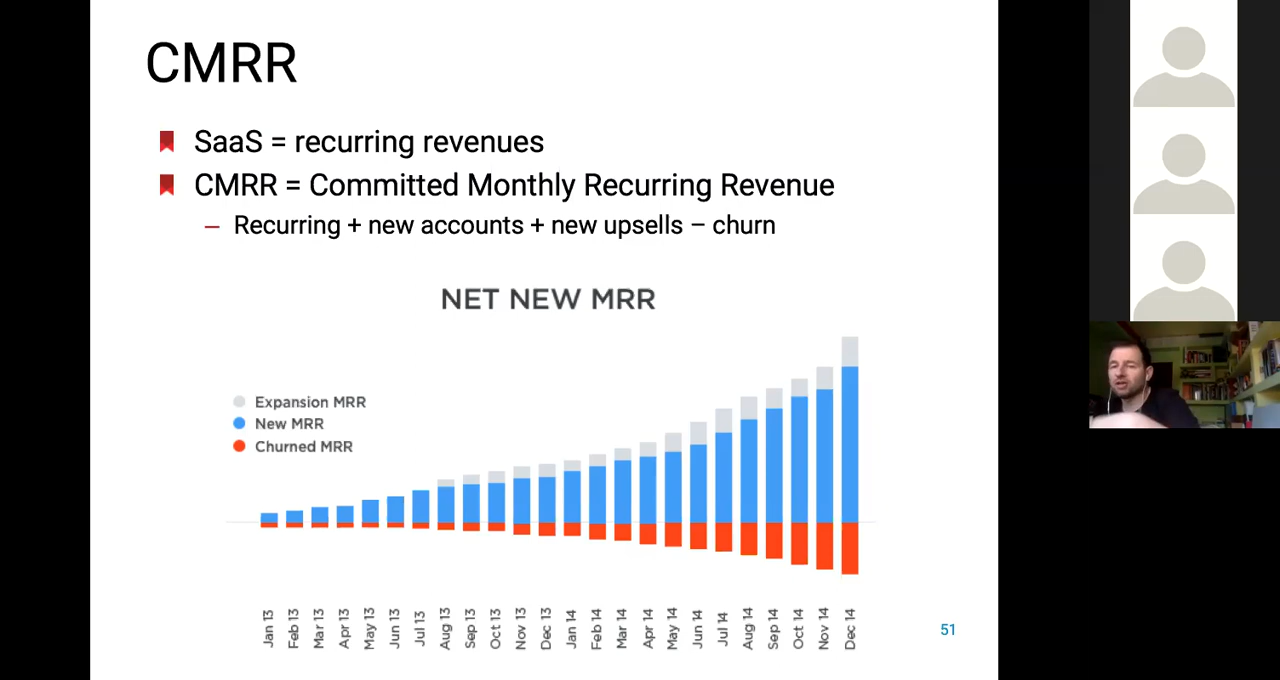 CMRR
SaaS = recurring revenues
CMRR = Committed Monthly Recurring Revenue
– Recurring + new accounts + new upsells – churn
NET NEW MRR
Expansion MRR
New MRR
Churned MRR
Jan 13
Feb 13
Mar 13
Apr 13
May 13
Jun 13
Jul 13
Aug 13
Sep 13
Oct 13
Nov 13
Dec 13
Jan 14
Feb 14
Mar 14
Apr 14
May 14
Jun 14
Jul 14
Aug 14
Sep 14
Oct 14
Nov 14
Dec 14
51